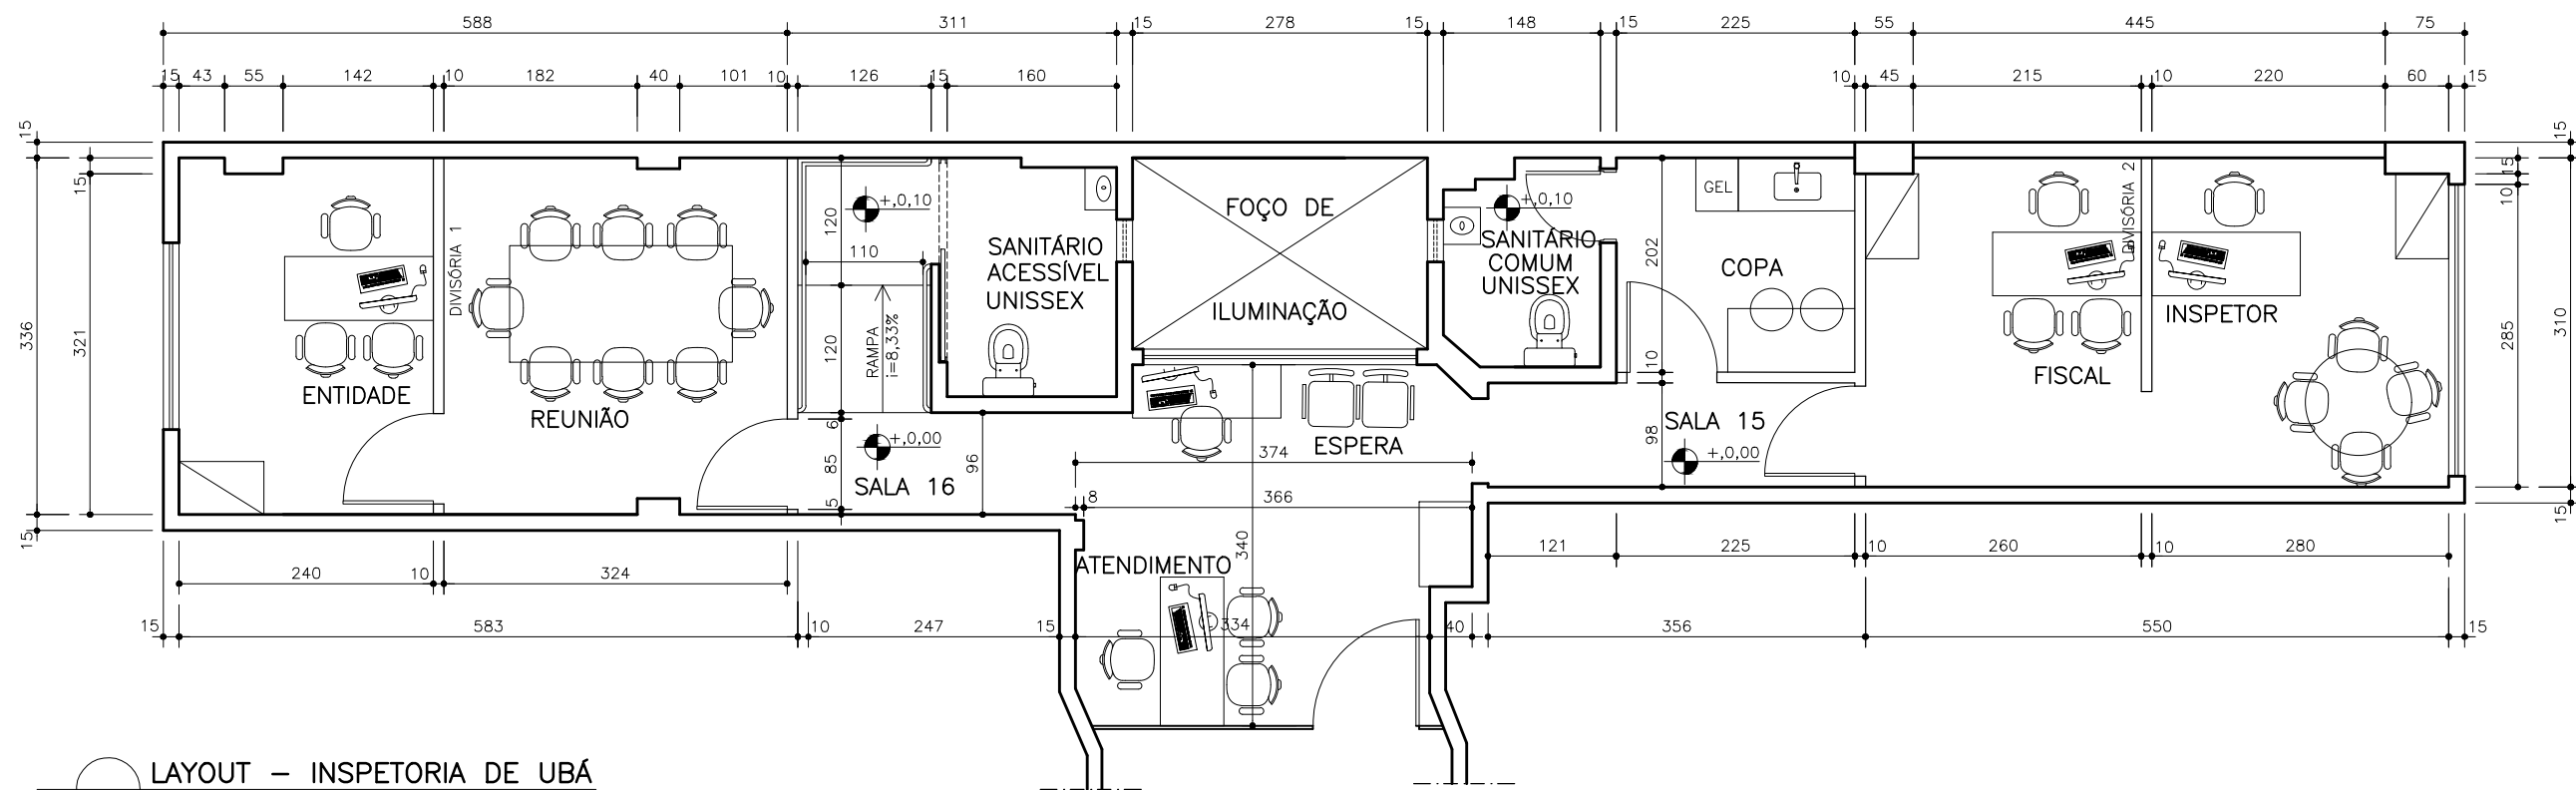 588 311 15 278 15 148 15 225 55 445 75
15 43 55 142 10 182 40 101 10 126 15 160 10 45 215 10 220 60 15
15 15
336 321 15 15
120 +,0,10 110 120 RAMPA i=8,33%
SANITÁRIO
ACESSÍVEL
UNISSEX
FOÇO DE
ILUMINAÇÃO
+,0,10
SANITÁRIO
COMUM
UNISSEX
GEL
COPA
202 10 98
DIVISÓRIA 1
DIVISÓRIA 2
15 10 285 310 15
INSPETOR
FISCAL
ENTIDADE
REUNIÃO
6 85 5
+,0,00
SALA 16
96
ESPERA
SALA 15
+,0,00
374
8 366
340
ATENDIMENTO
121 225 10 260 10 280
240 10 324
15 583 10 247 15 334 40 356 550 15
LAYOUT – INSPETORIA DE UBÁ